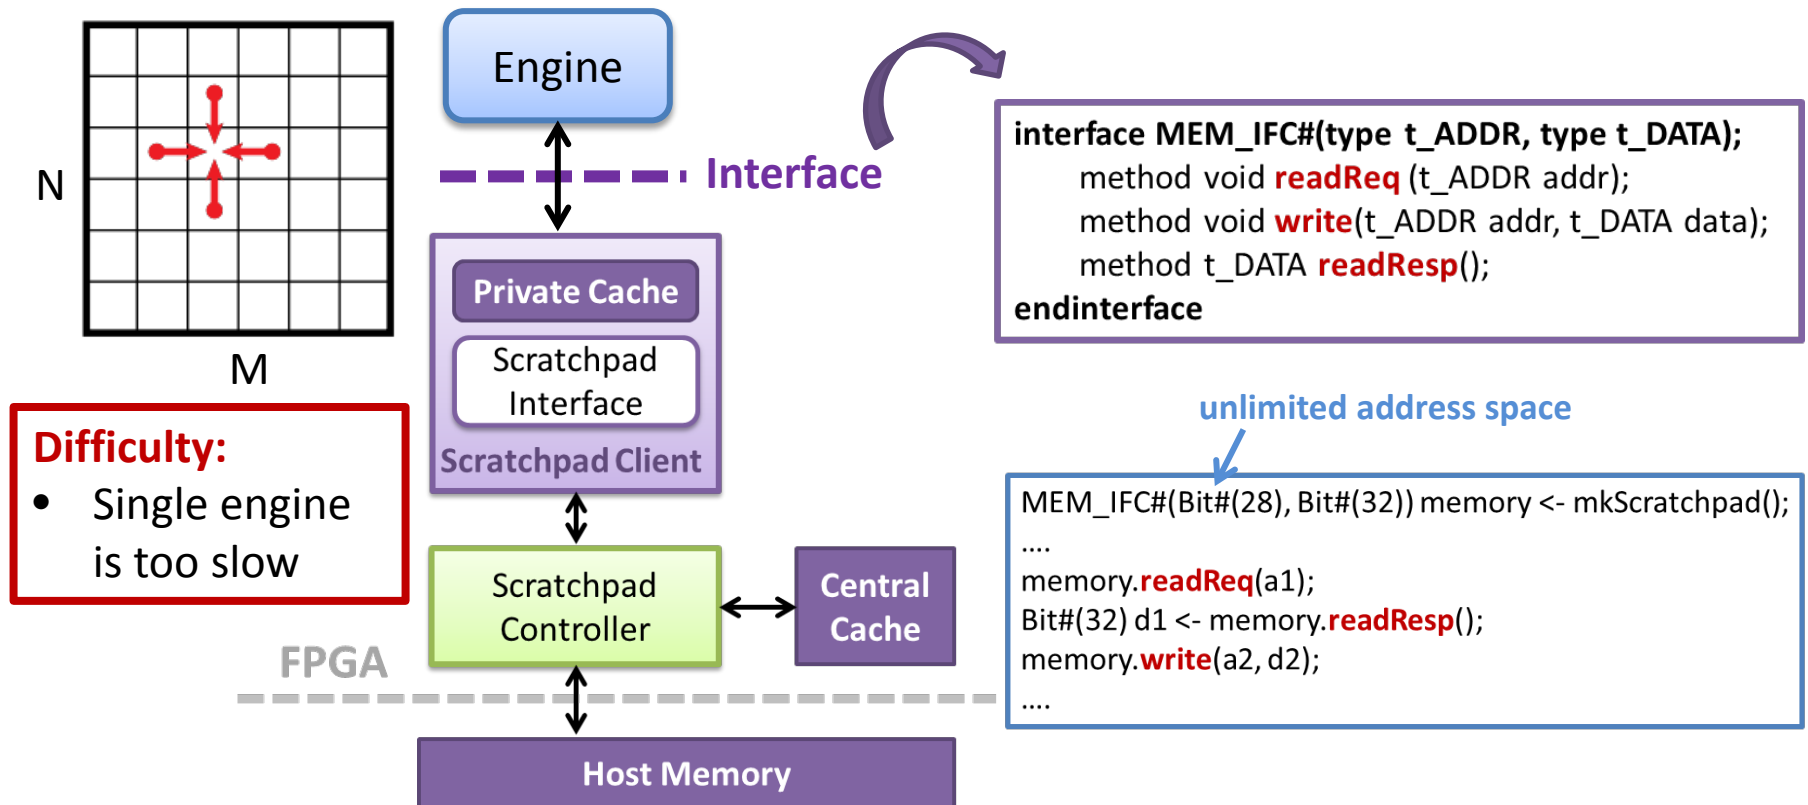 N
M
Difficulty:
• Single engine
is too slow
Engine
Interface
Private Cache
Scratchpad
Interface
Scratchpad Client
Scratchpad
Controller
Central
Cache
FPGA
Host Memory
interface MEM_IFC#(type t_ADDR, type t_DATA);
method void readReq (t_ADDR addr);
method void write(t_ADDR addr, t_DATA data);
method t_DATA readResp();
endinterface
unlimited address space
MEM_IFC#(Bit#(28), Bit#(32)) memory <- mkScratchpad();
....
memory.readReq(a1);
Bit#(32) d1 <- memory.readResp();
memory.write(a2, d2);
....